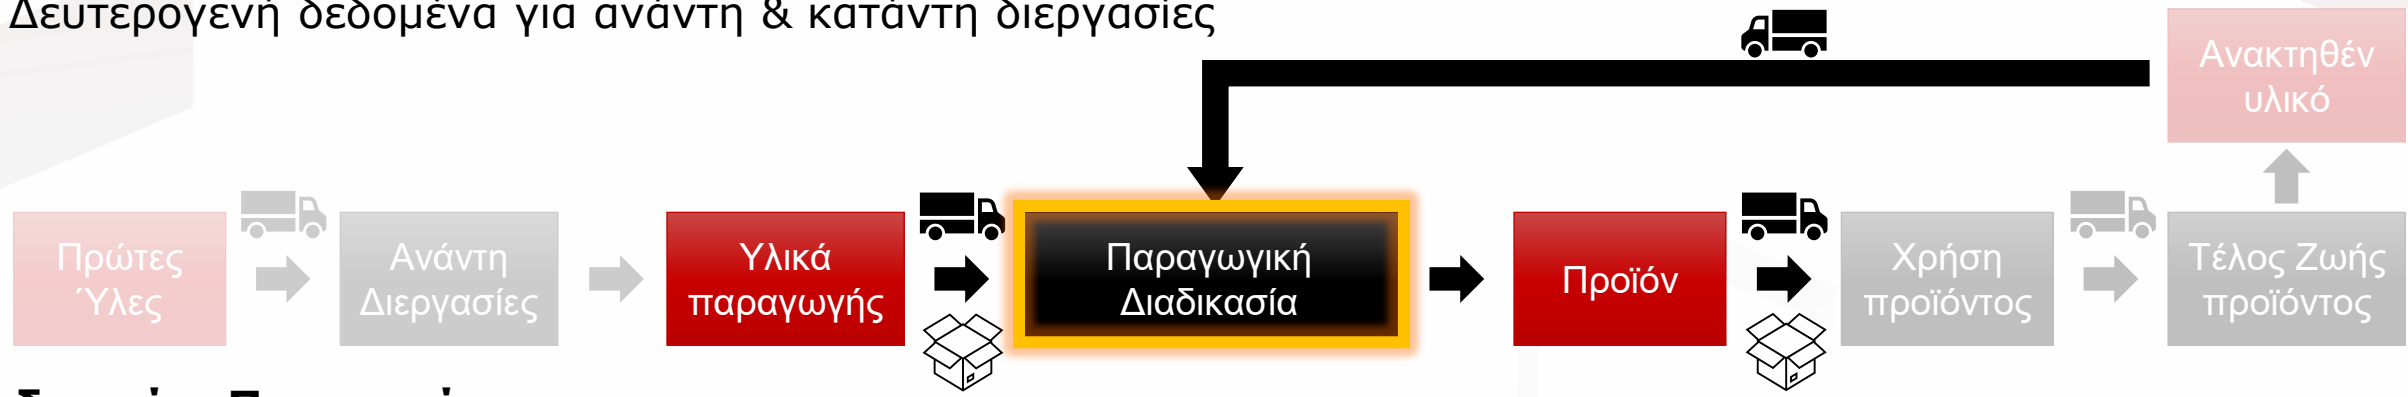 Δευτερογενή δεδομένα για ανάντη & κατάντη διεργασίες
Ανακτηθέν
υλικό
Πρώτες
Ύλες
Ανάντη
Διεργασίες
Υλικά
παραγωγής
Παραγωγική
Διαδικασία
Προϊόν
Χρήση
προϊόντος
Τέλος Ζωής
προϊόντος